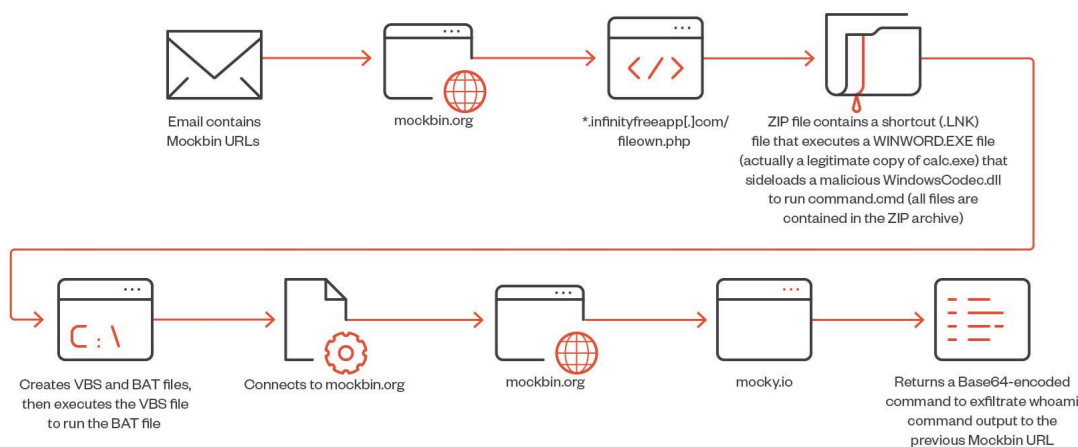 Email contains
Mockbin URLs
mockbin.org
*.infinityfreeapp[.]com/
fileown.php
</>
ZIP file contains a shortcut (.LNK)
file that executes a WINWORD.EXE file
(actually a legitimate copy of calc.exe) that
sideloads a malicious WindowsCodec.dll
to run command.cmd (all files are
contained in the ZIP archive)
C:\
Creates VBS and BAT files,
then executes the VBS file
to run the BAT file
Connects to mockbin.org
mockbin.org
mocky.io
Returns a Base64-encoded
command to exfiltrate whoami
command output to the
previous Mockbin URL